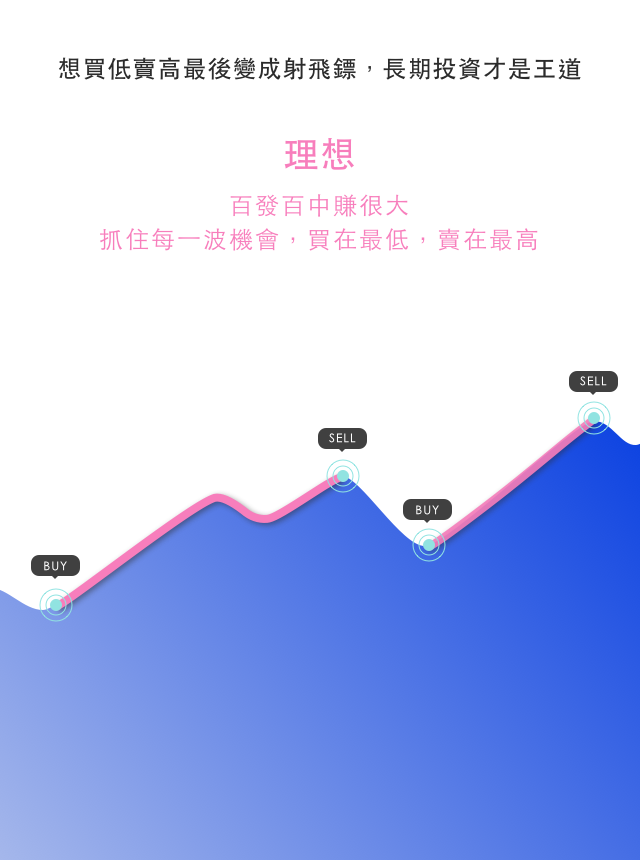 想買低賣高最後變成射飛鏢，長期投資才是王道
理想
百發百中賺很大
抓住每一波機會，買在最低，賣在最高
SELL
SELL
BUY
BUY